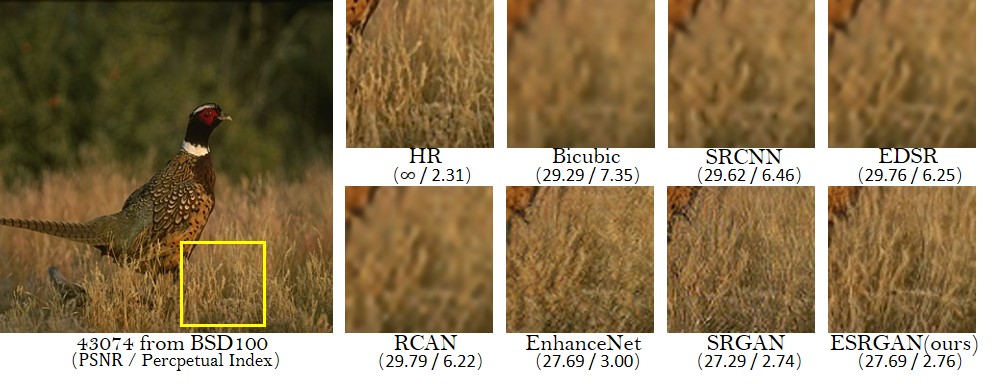 HR
(∞ / 2.31)
Bicubic
(29.29 / 7.35)
SRCNN
(29.62 / 6.46)
EDSR
(29.76 / 6.25)
43074 from BSD100
(PSNR / Percpetual Index)
RCAN
(29.79 / 6.22)
EnhanceNet
(27.69 / 3.00)
SRGAN
(27.29 / 2.74)
ESRGAN(ours)
(27.69 / 2.76)